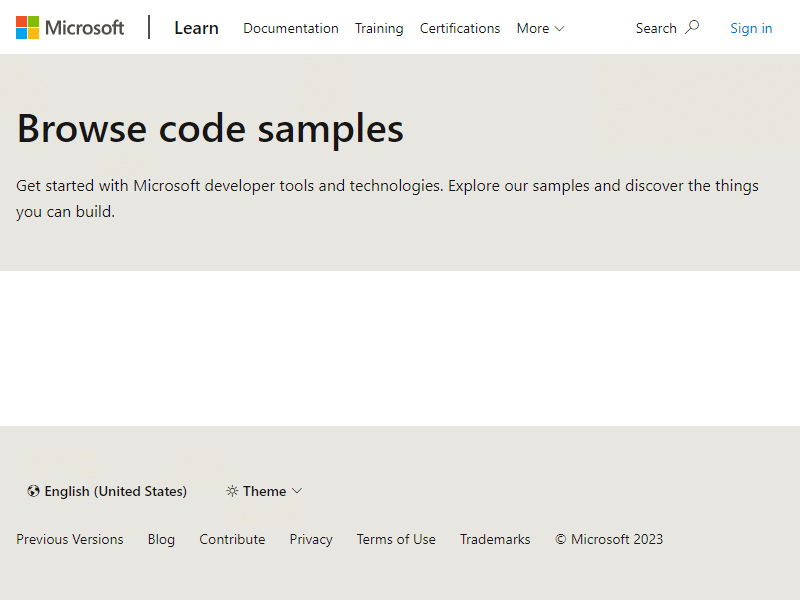 Microsoft | Learn Documentation Training Certifications More Search Sign in
Browse code samples
Get started with Microsoft developer tools and technologies. Explore our samples and discover the things
you can build.
English (United States) Theme
Previous Versions Blog Contribute Privacy Terms of Use Trademarks © Microsoft 2023